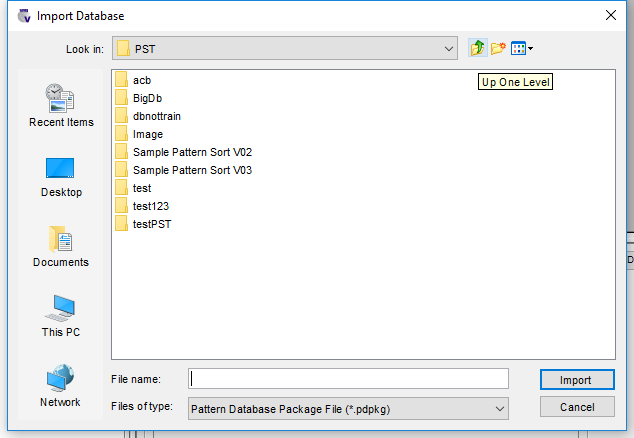 Import Database
Look in:
PST
Up One Level
Recent Items
Desktop
Documents
This PC
Network
acb
BigDb
dbnottrain
Image
Sample Pattern Sort V02
Sample Pattern Sort V03
test
test123
testPST
File name:
Import
Files of type:
Pattern Database Package File (*.pdpkg)
Cancel
D